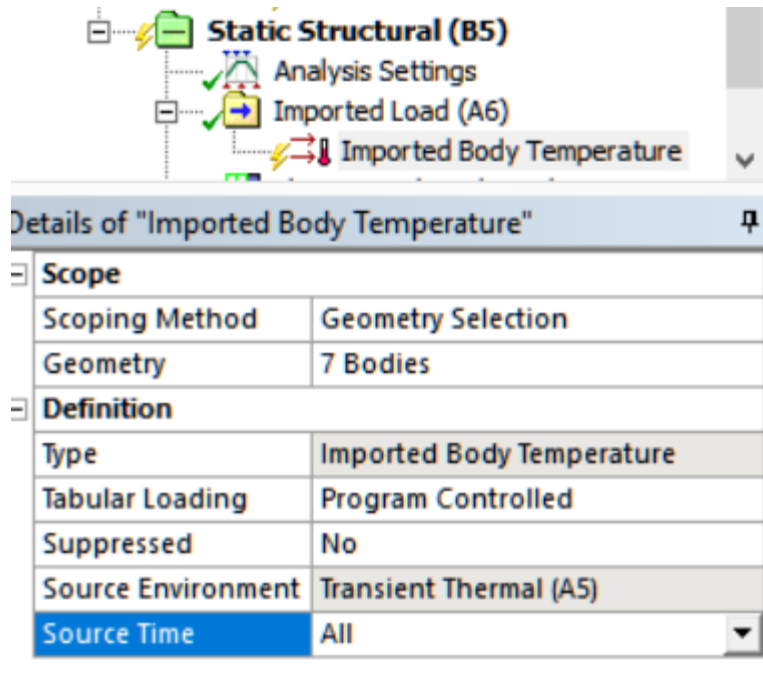 Static Structural (B5)
Analysis Settings
Imported Load (A6)
Imported Body Temperature
Details of "Imported Body Temperature"
Scope
Scoping Method Geometry Selection
Geometry 7 Bodies
Definition
Type Imported Body Temperature
Tabular Loading Program Controlled
Suppressed No
Source Environment Transient Thermal (A5)
Source Time All